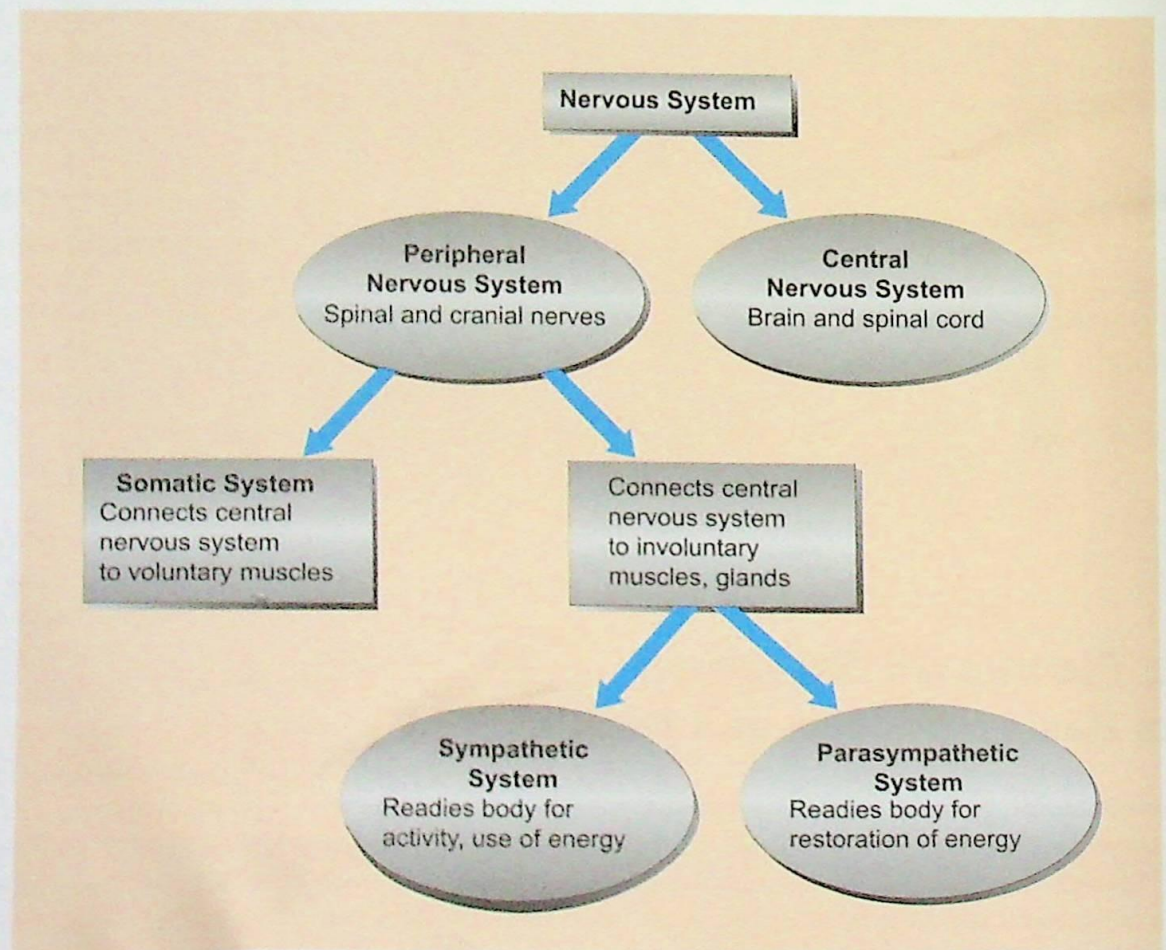 Nervous System
Peripheral
Nervous System
Spinal and cranial nerves
Central
Nervous System
Brain and spinal cord
Somatic System
Connects central
nervous system
to voluntary muscles
Connects central
nervous system
to involuntary
muscles, glands
Sympathetic
System
Readies body for
activity, use of energy
Parasympathetic
System
Readies body for
restoration of energy